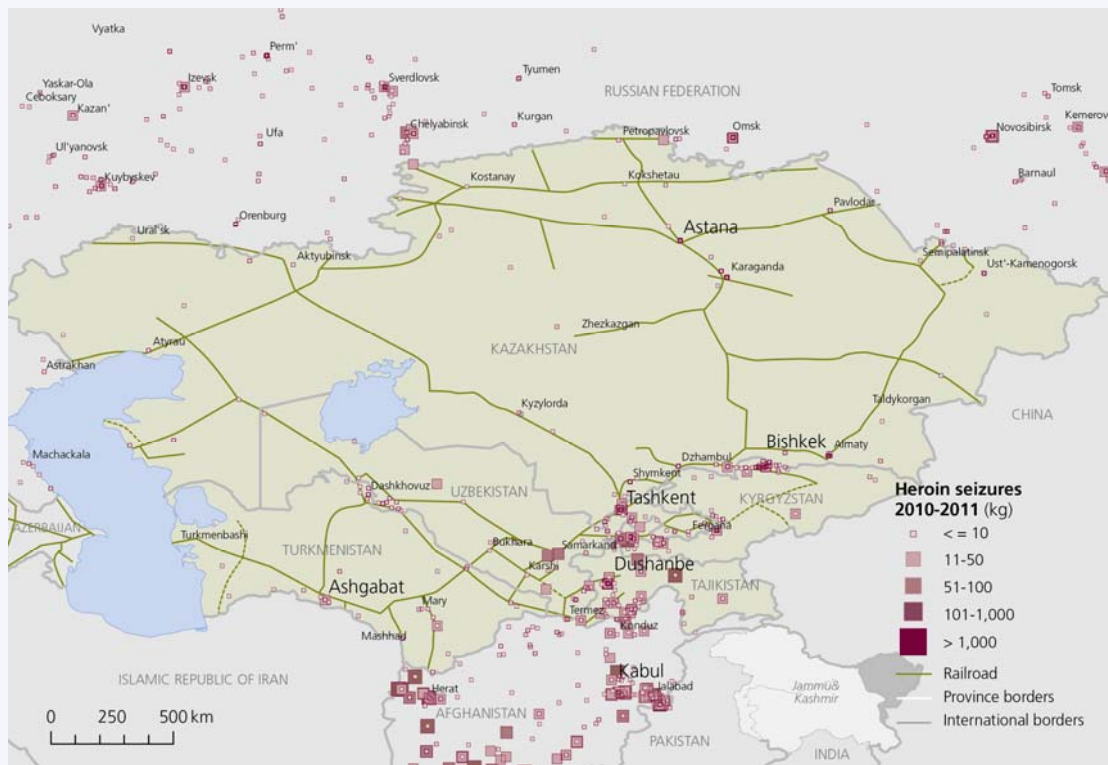 Vyatka
Perm'
Yaskar-Ola
Izevsk
Sverdlovsk
Tyumen
Tomsk
Ceboksary
Kazan'
RUSSIAN FEDERATION
Kemerov
Chelyabinsk
Kurgan
Petropavlovsk
Omsk
Novosibirsk
Ufa
Ul'yanovsk
Kuybyskev
Kostanay
Kokshetau
Barnaul
Orenburg
Pavlodar
Ural'sk
Astana
Aktyubinsk
Semipalatinsk
Karaganda
Ust'-Kamenogorsk
Zhezkazgan
Atyrau
KAZAKHSTAN
Astrakhan
Kyzylorda
Taldykorgan
CHINA
Bishkek
Almaty
Machackala
Dzhambul
Shymkent
Dashkhovuz
UZBEKISTAN
Tashkent
KYRGYZSTAN
AZERBAIJAN
Fergana
Turkmenbashi
TURKMENISTAN
Bukhara
Samarkand
Karshi
Dushanbe
Ashgabat
TAJIKISTAN
Mary
Termez
Mashhad
Konduz
Kabul
ISLAMIC REPUBLIC OF IRAN
Herat
Jalabad
AFGHANISTAN
Jammu&
Kashmir
PAKISTAN
INDIA
Heroin seizures
2010-2011 (kg)
< = 10
11-50
51-100
101-1,000
> 1,000
Railroad
Province borders
International borders
0 250 500 km